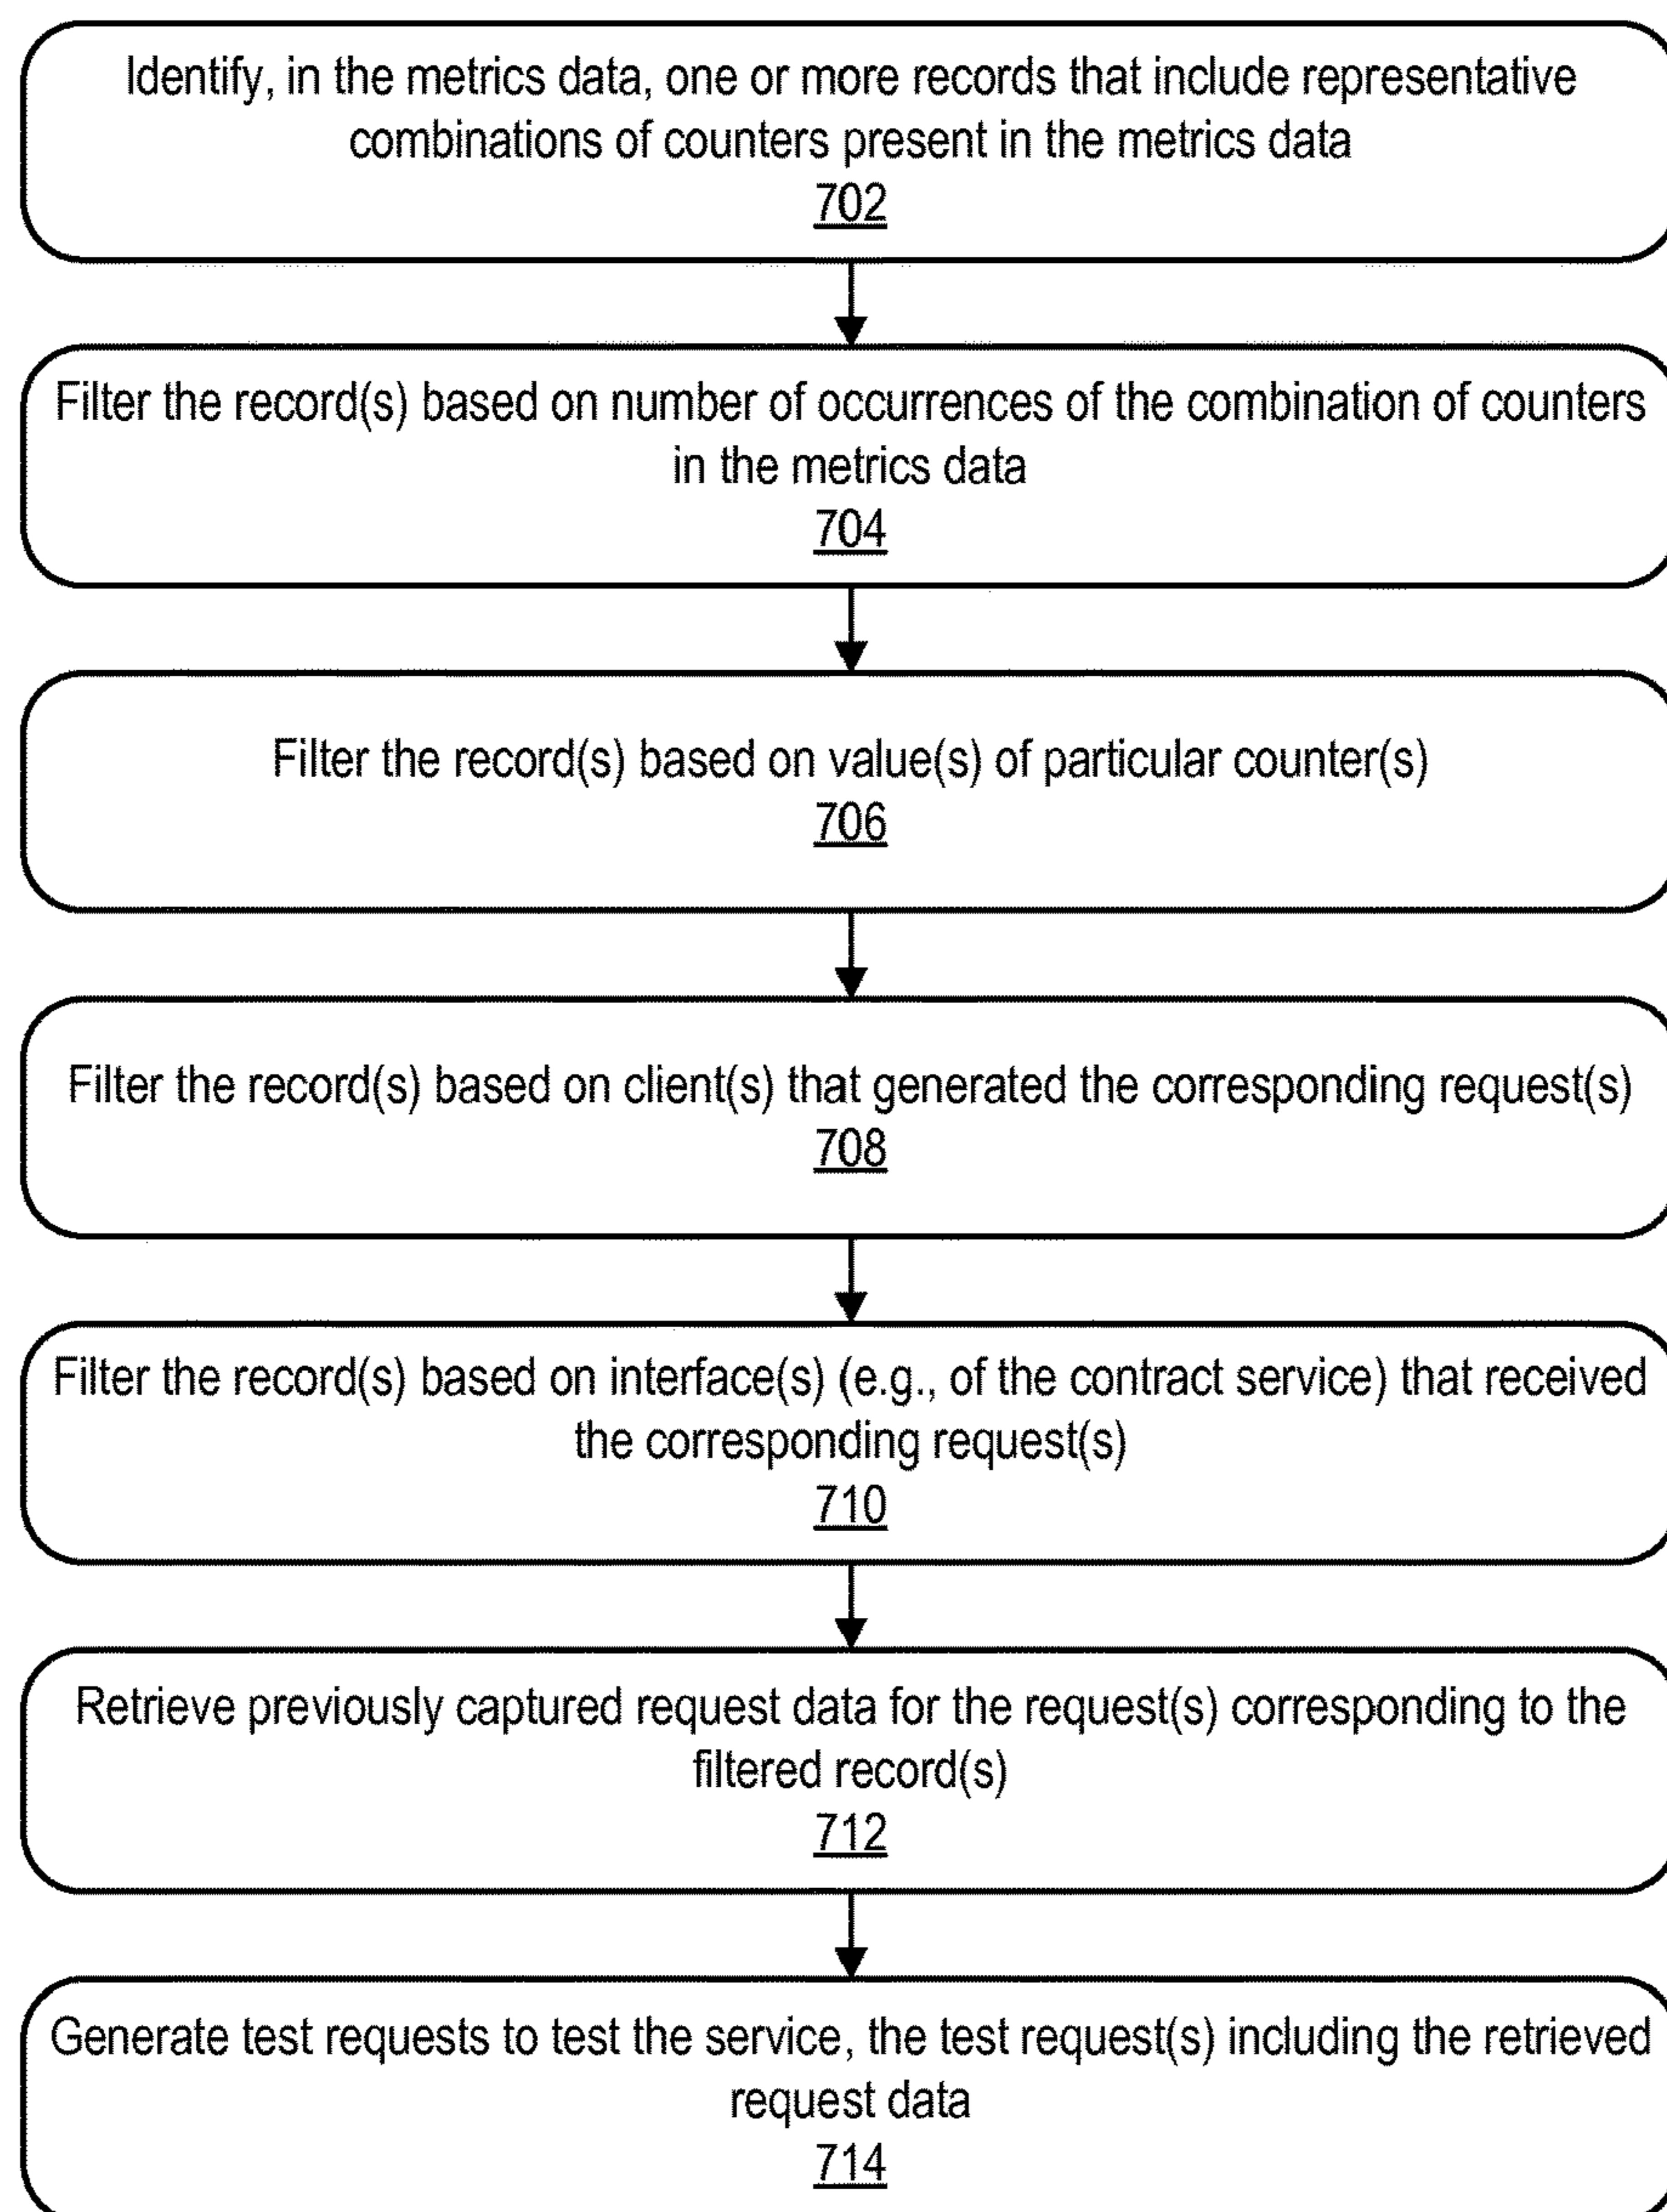 Identify, in the metrics data, one or more records that include representative
combinations of counters present in the metrics data
702
Filter the record(s) based on number of occurrences of the combination of counters
in the metrics data
704
Filter the record(s) based on value(s) of particular counter(s)
706
Filter the record(s) based on client(s) that generated the corresponding request(s)
708
Filter the record(s) based on interface(s) (e.g., of the contract service) that received
the corresponding request(s)
710
Retrieve previously captured request data for the request(s) corresponding to the
filtered record(s)
712
Generate test requests to test the service, the test request(s) including the retrieved
request data
714